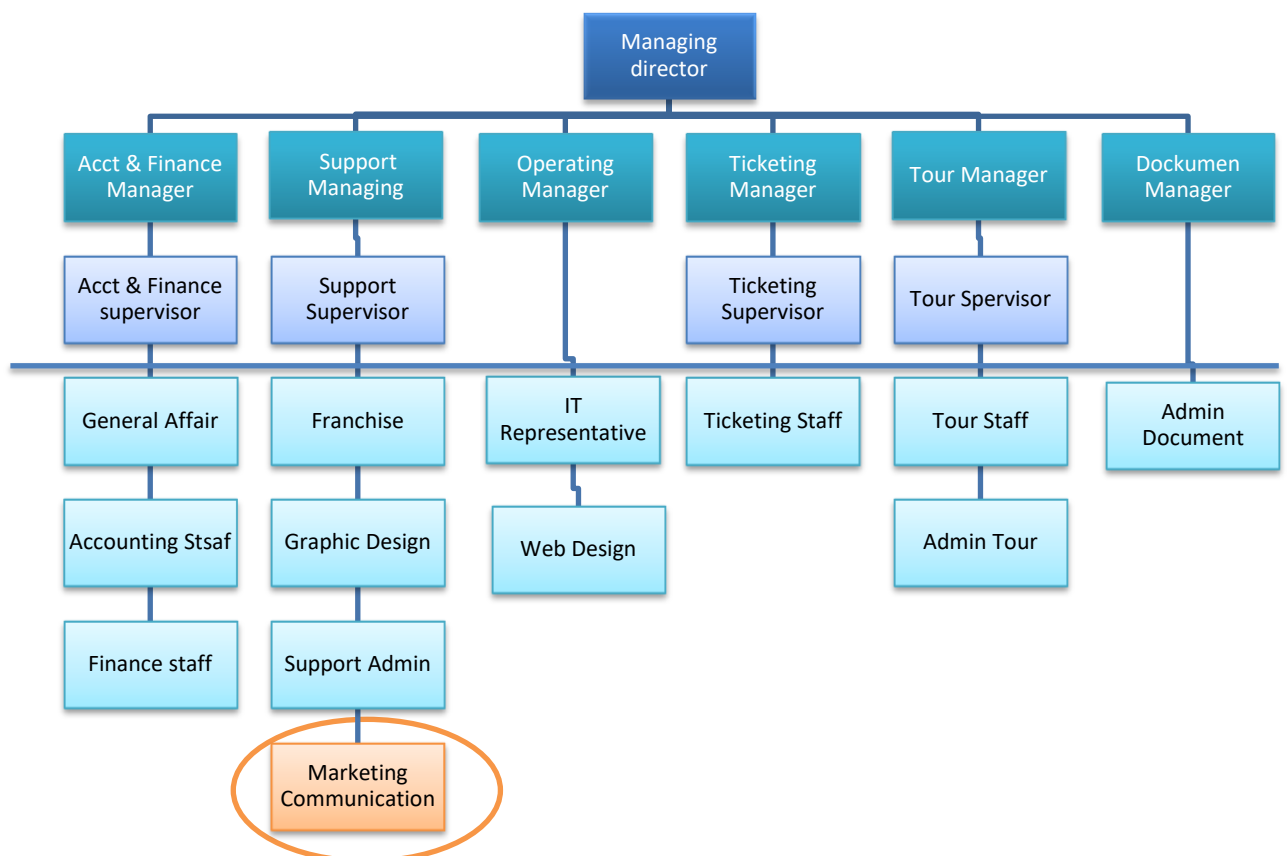 Managing
director
Acct & Finance
Manager
Support
Managing
Operating
Manager
Ticketing
Manager
Tour Manager
Dockumen
Manager
Acct & Finance
supervisor
Support
Supervisor
Ticketing
Supervisor
Tour Spervisor
General Affair
Franchise
IT
Representative
Ticketing Staff
Tour Staff
Admin
Document
Accounting Stsaf
Graphic Design
Web Design
Admin Tour
Finance staff
Support Admin
Marketing
Communication